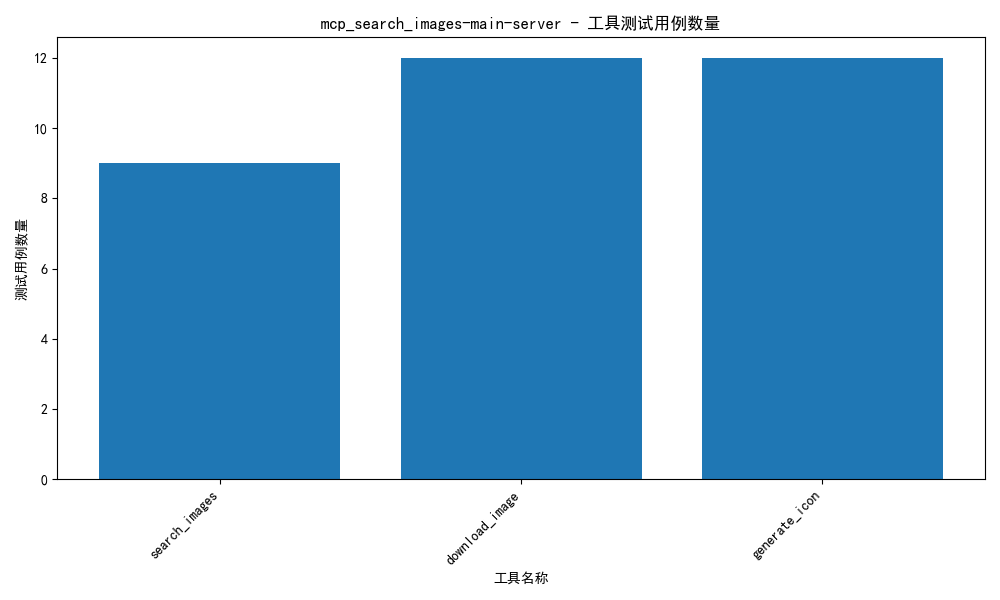 mcp_search_images-main-server - 工具测试用例数量
测试用例数量
12
10
8
6
4
2
0
search_images
download_image
generate_icon
工具名称